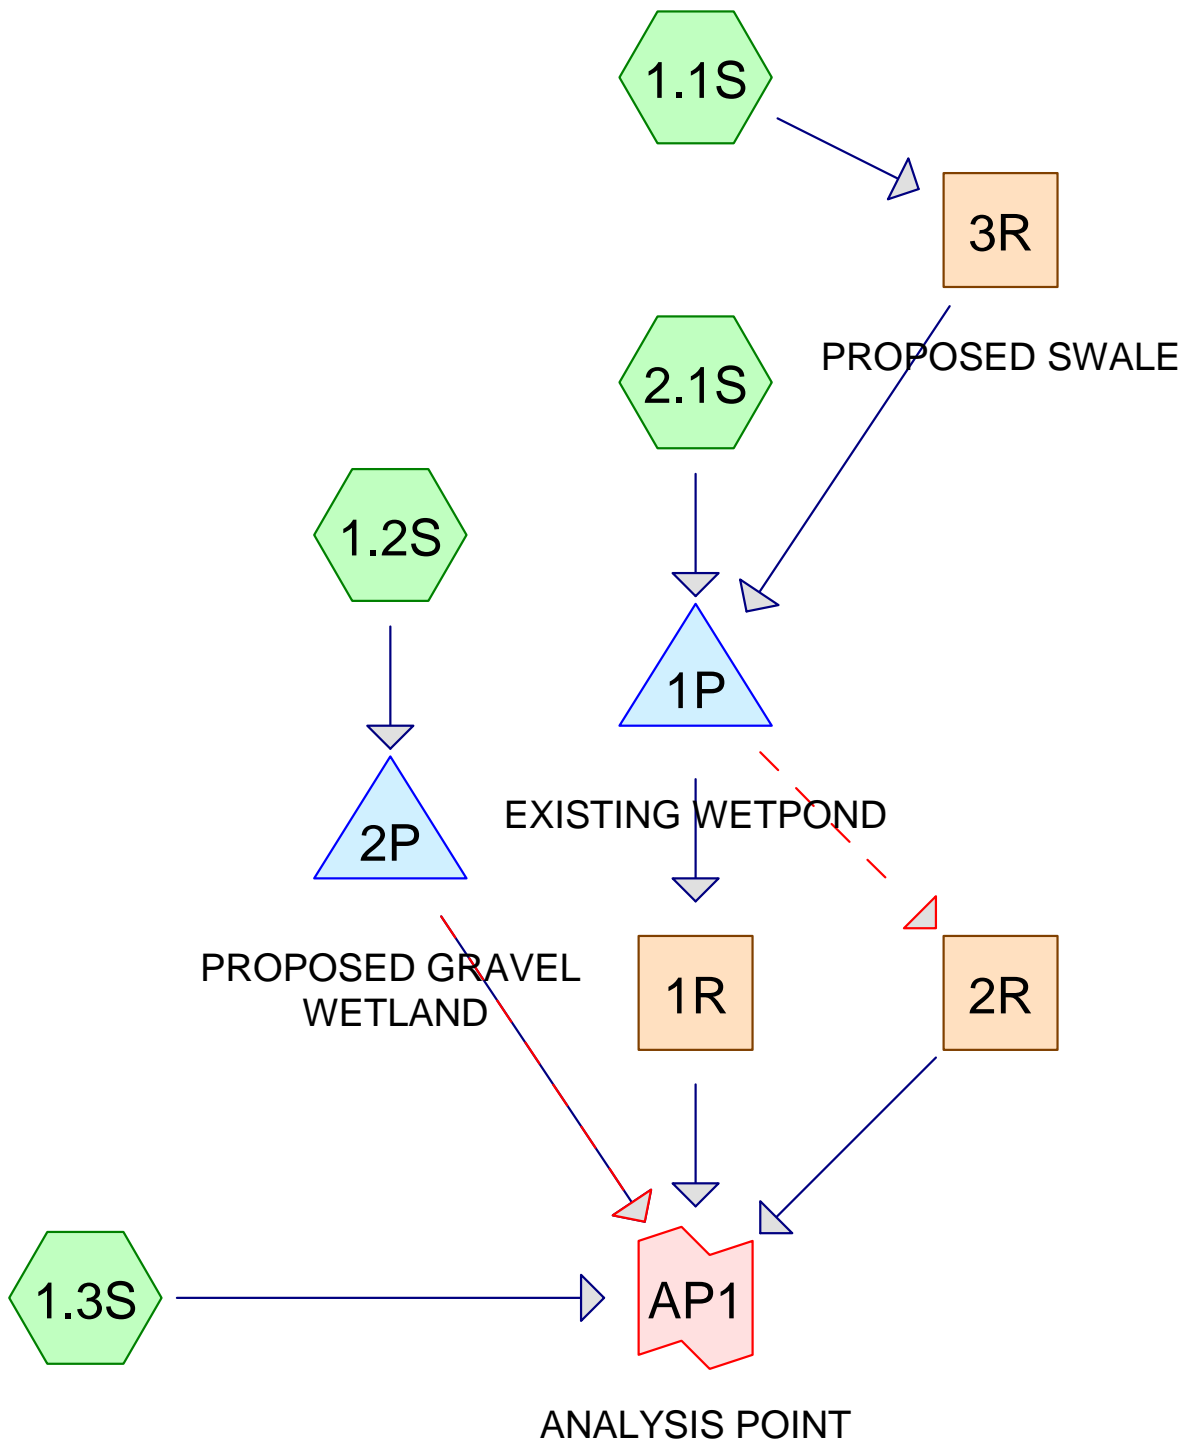 1.1S
3R
PROPOSED SWALE
2.1S
1.2S
1P
EXISTING WETPOND
2P
PROPOSED GRAVEL
WETLAND
1R
2R
1.3S
AP1
ANALYSIS POINT